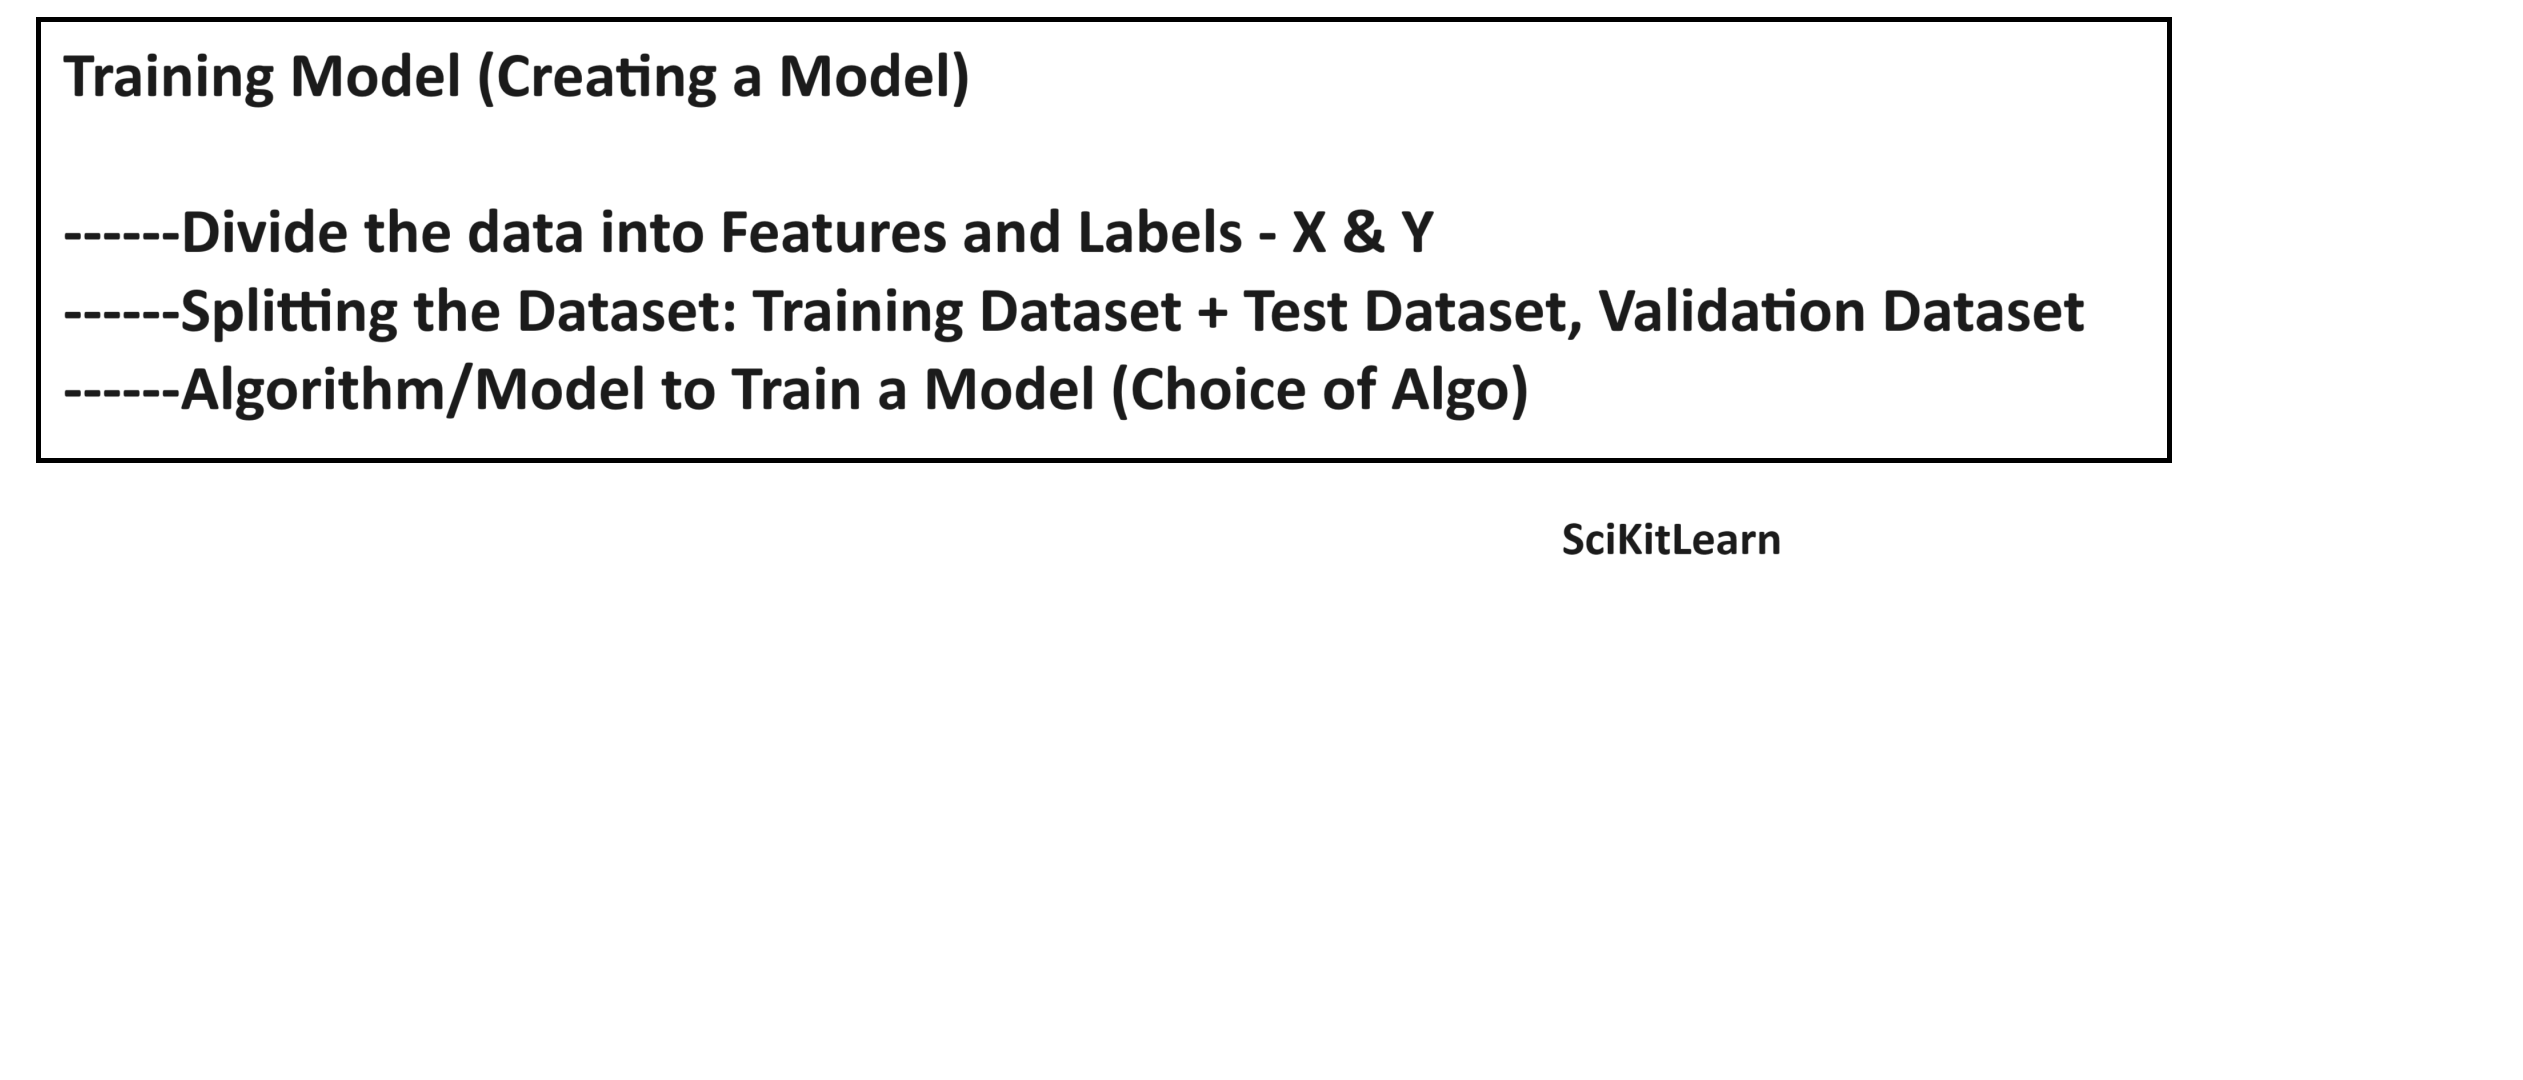 Training Model (Creating a Model)
------Divide the data into Features and Labels - X & Y
------Splitting the Dataset: Training Dataset + Test Dataset, Validation Dataset
------Algorithm/Model to Train a Model (Choice of Algo)
SciKitLearn